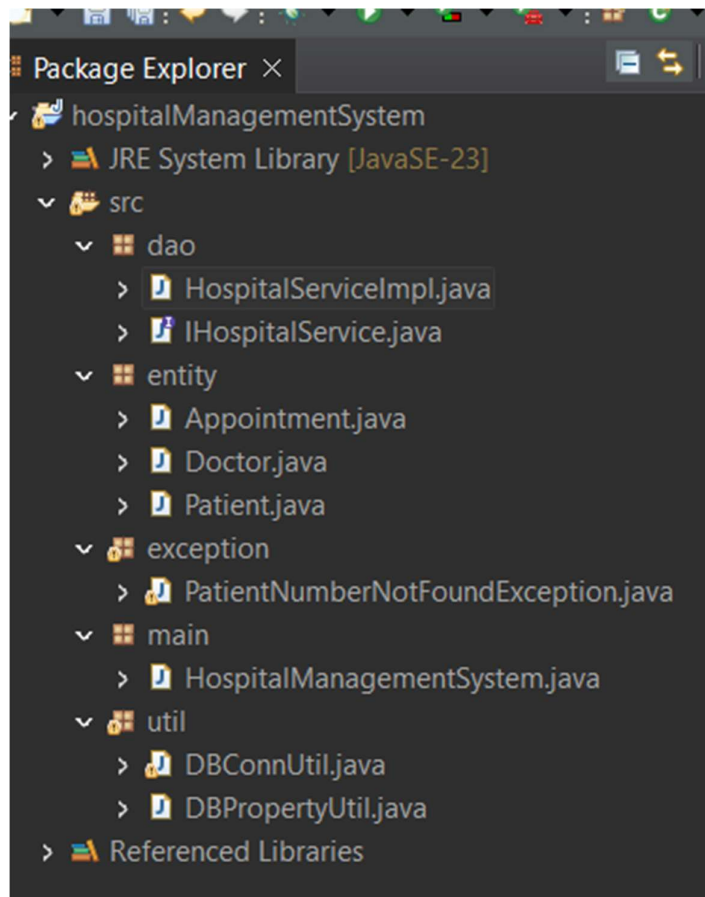 Package Explorer ×
hospitalManagementSystem
JRE System Library [JavaSE-23]
src
dao
HospitalServiceImpl.java
IHospitalService.java
entity
Appointment.java
Doctor.java
Patient.java
exception
PatientNumberNotFoundException.java
main
HospitalManagementSystem.java
util
DBConnUtil.java
DBPropertyUtil.java
Referenced Libraries